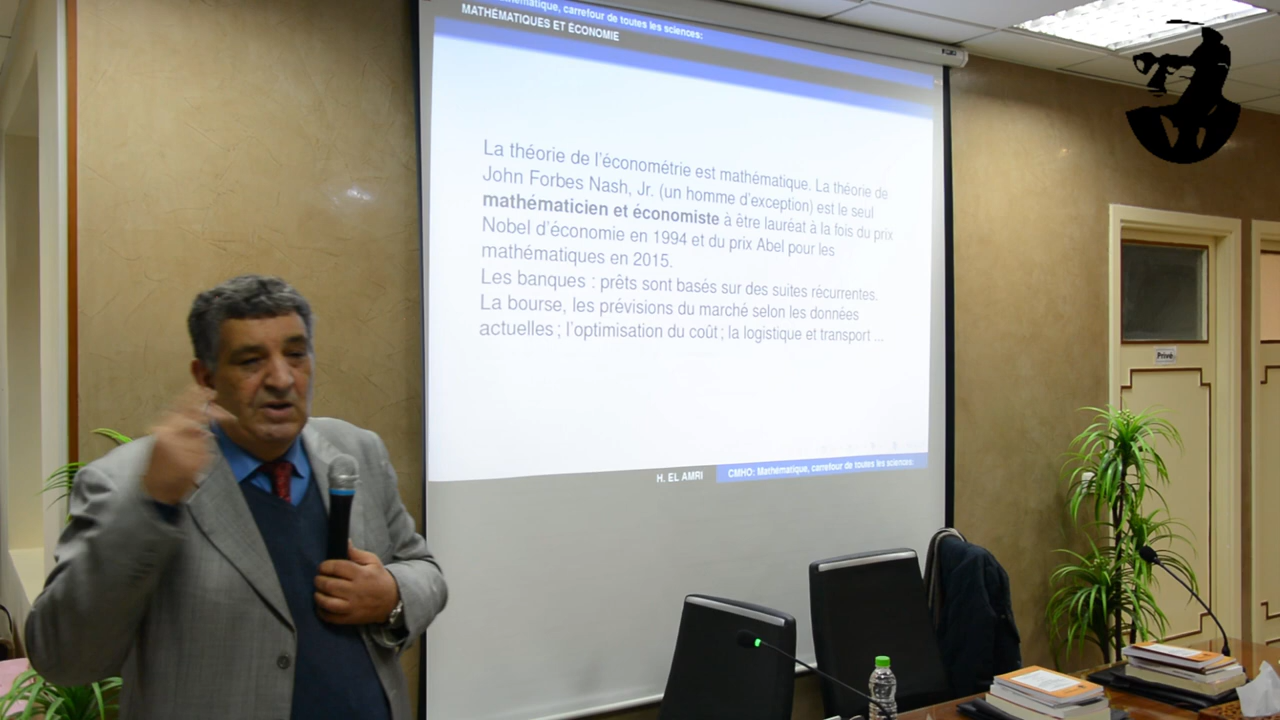 mathématique, carrefour de toutes les sciences:
MATHÉMATIQUES ET ÉCONOMIE
La théorie de l'économétrie est mathématique. La théorie de
John Forbes Nash, Jr. (un homme d'exception) est le seul
mathématicien et économiste à être lauréat à la fois du prix
Nobel d'économie en 1994 et du prix Abel pour les
mathématiques en 2015.
Les banques : prêts sont basés sur des suites récurrentes.
La bourse, les prévisions du marché selon les données
actuelles ; l'optimisation du coût ; la logistique et transport ...
H. EL AMRI
CMHO: Mathématique, carrefour de toutes les sciences:
Privé